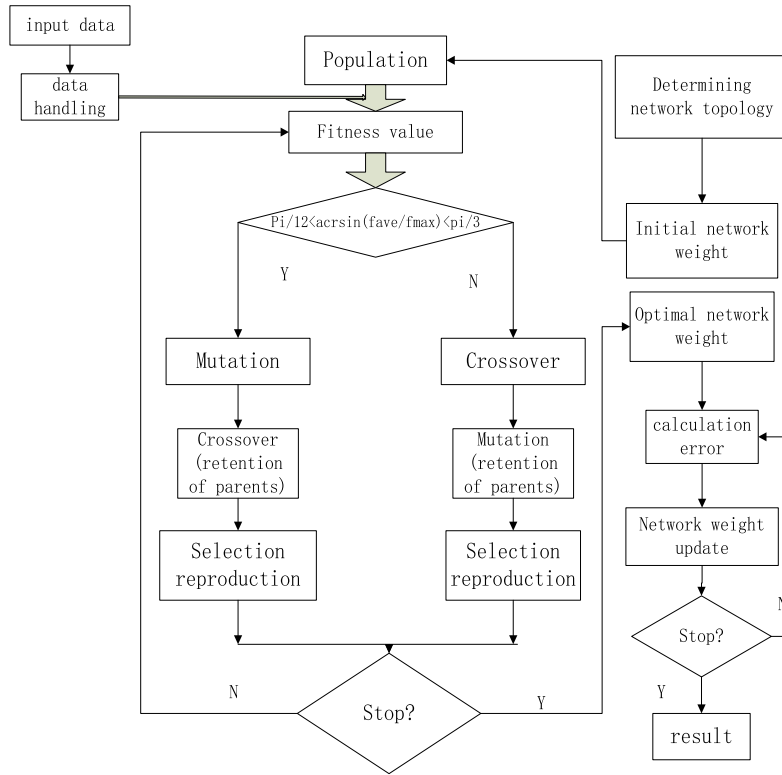 input data
data
handling
Population
Fitness value
Pi/12<acrsin(fave/fmax)<pi/3
Y
N
Mutation
Crossover
(retention
of parents)
Selection
reproduction
Crossover
Mutation
(retention
of parents)
Selection
reproduction
Stop?
N
Y
Determining
network topology
Initial network
weight
Optimal network
weight
calculation
error
Network weight
update
Stop?
N
Y
result